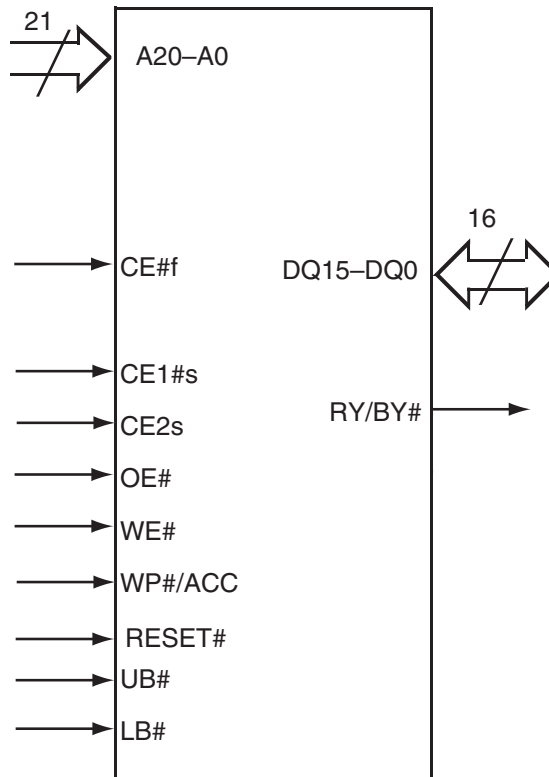 21
A20–A0
16
CE#f
DQ15–DQ0
CE1#s
RY/BY#
CE2s
OE#
WE#
WP#/ACC
RESET#
UB#
LB#